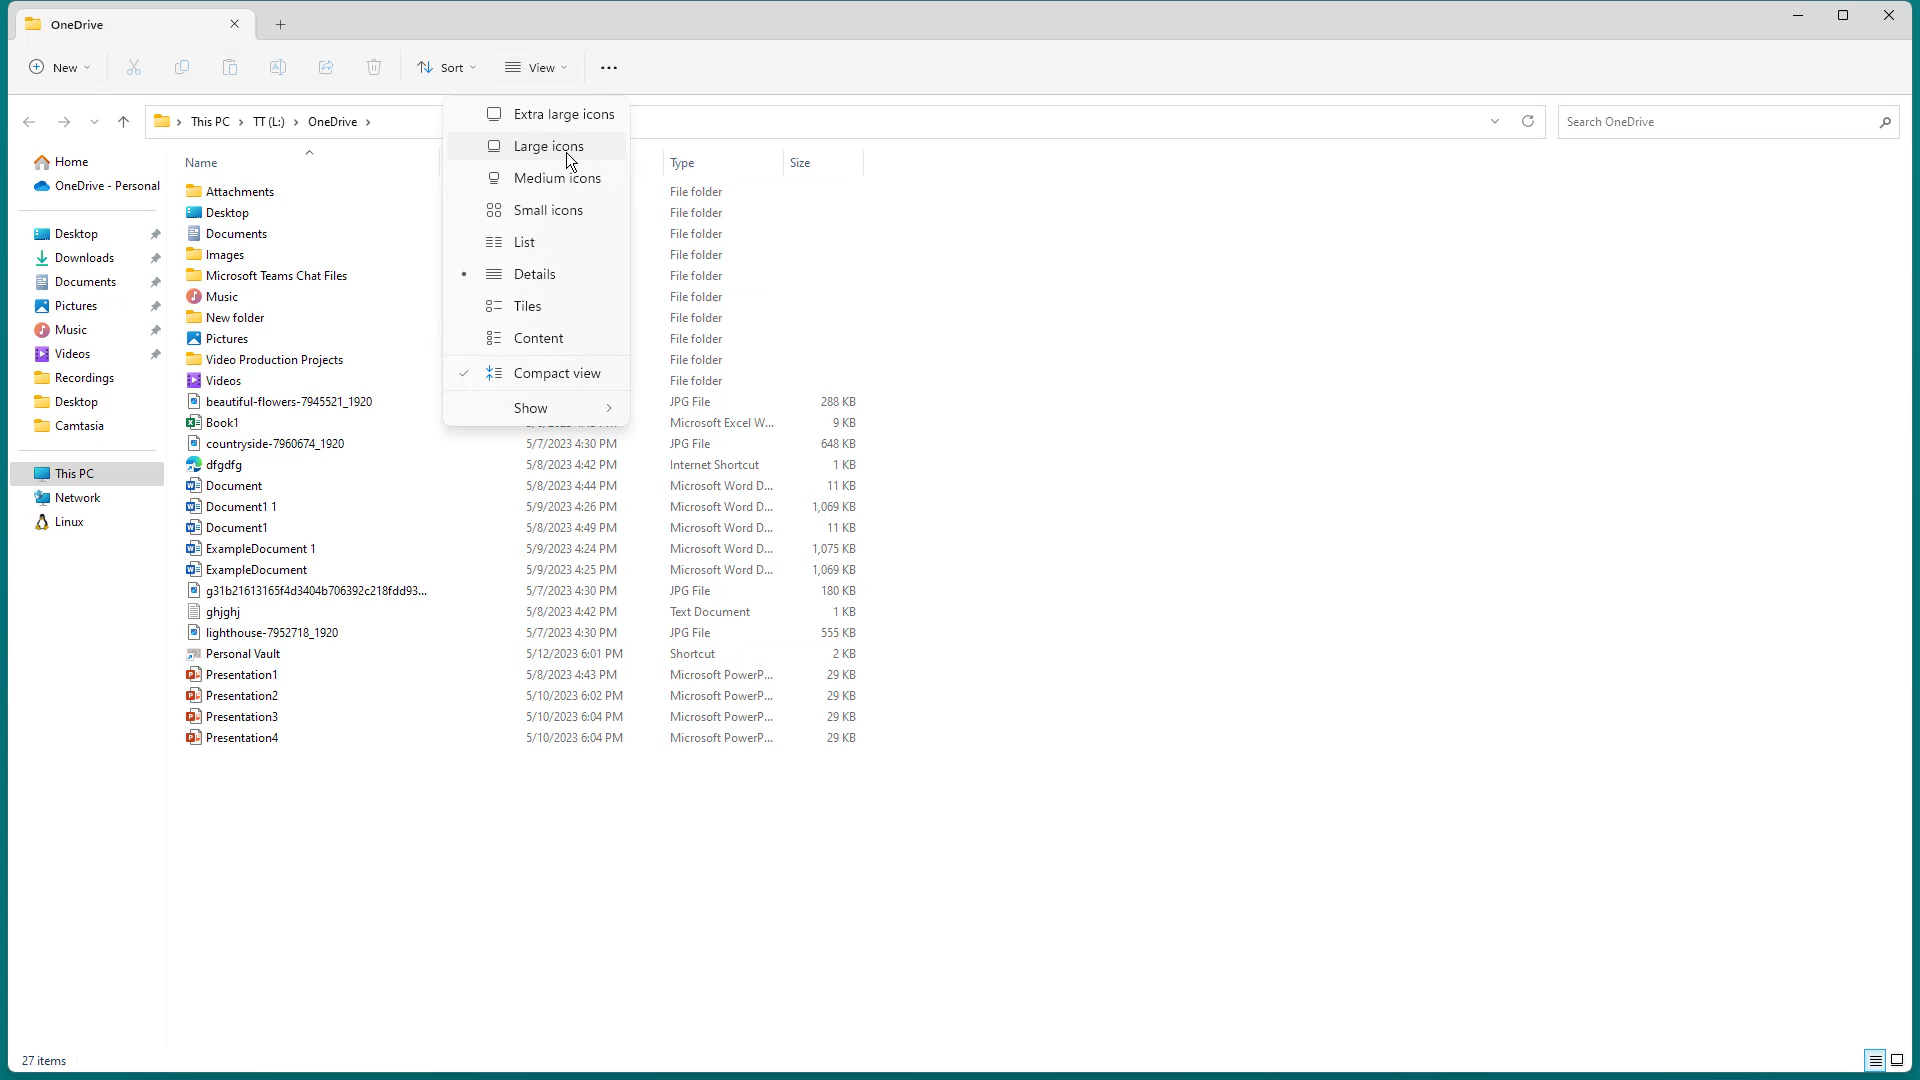 OneDrive
New
Sort
View
This PC
TT (L:)
OneDrive
Search OneDrive
Extra large icons
Large icons
Medium icons
Small icons
List
Details
Tiles
Content
Compact view
Show
Home
OneDrive - Personal
Desktop
Downloads
Documents
Pictures
Music
Videos
Recordings
Desktop
Camtasia
This PC
Network
Linux
Name Type Size
Attachments File folder
Desktop File folder
Documents File folder
Images File folder
Microsoft Teams Chat Files File folder
Music File folder
New folder File folder
Pictures File folder
Video Production Projects File folder
Videos File folder
beautiful-flowers-7945521_1920 JPG File 288 KB
Book1 Microsoft Excel W... 9 KB
countryside-7960674_1920 5/7/2023 4:30 PM JPG File 648 KB
dfgdfg 5/8/2023 4:42 PM Internet Shortcut 1 KB
Document 5/8/2023 4:44 PM Microsoft Word D... 11 KB
Document1 1 5/9/2023 4:26 PM Microsoft Word D... 1,069 KB
Document1 5/8/2023 4:49 PM Microsoft Word D... 11 KB
ExampleDocument 1 5/9/2023 4:24 PM Microsoft Word D... 1,075 KB
ExampleDocument 5/9/2023 4:25 PM Microsoft Word D... 1,069 KB
g31b21613165f4d3404b706392c218fdd93... 5/7/2023 4:30 PM JPG File 180 KB
ghjghj 5/8/2023 4:42 PM Text Document 1 KB
lighthouse-7952718_1920 5/7/2023 4:30 PM JPG File 555 KB
Personal Vault 5/12/2023 6:01 PM Shortcut 2 KB
Presentation1 5/8/2023 4:43 PM Microsoft PowerP... 29 KB
Presentation2 5/10/2023 6:02 PM Microsoft PowerP... 29 KB
Presentation3 5/10/2023 6:04 PM Microsoft PowerP... 29 KB
Presentation4 5/10/2023 6:04 PM Microsoft PowerP... 29 KB
27 items